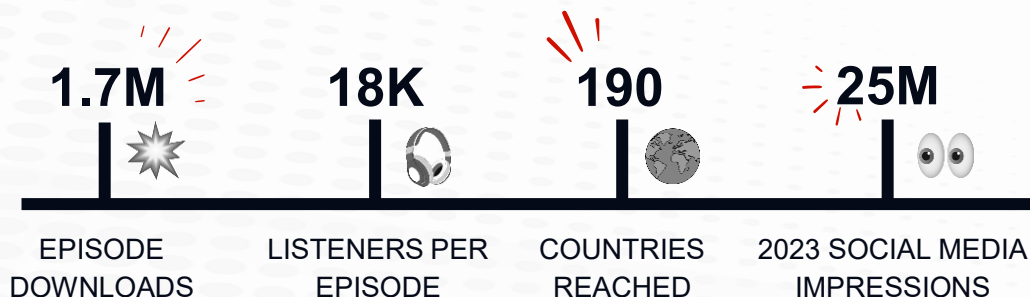 1.7M
18K
190
25M
EPISODE
DOWNLOADS
LISTENERS PER
EPISODE
COUNTRIES
REACHED
2023 SOCIAL MEDIA
IMPRESSIONS